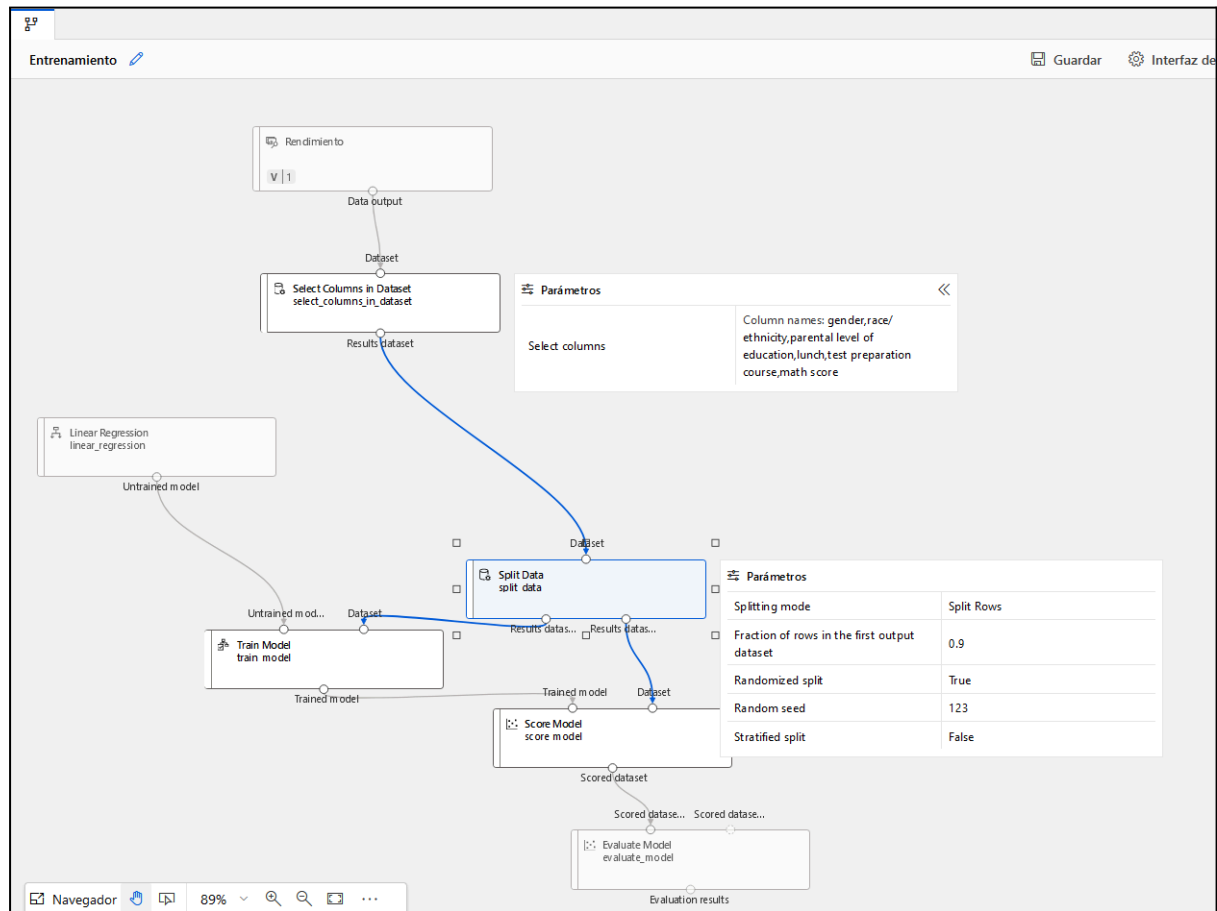 Entrenamiento
Guardar
Interfaz de
Rendimiento
V 1
Data output
Dataset
Select Columns in Dataset
select_columns_in_dataset
Results dataset
Parámetros
Select columns
Column names: gender,race/
ethnicity,parental level of
education,lunch,test preparation
course,math score
Linear Regression
linear_regression
Untrained model
Dataset
Split Data
split data
Results datas... Results datas...
Parámetros
Splitting mode Split Rows
Fraction of rows in the first output
dataset
0.9
Randomized split True
Random seed 123
Stratified split False
Untrained mod... Dataset
Train Model
train model
Trained model
Trained model Dataset
Score Model
score model
Scored dataset
Scored datase... Scored datase...
Evaluate Model
evaluate_model
Evaluation results
Navegador 89% ...